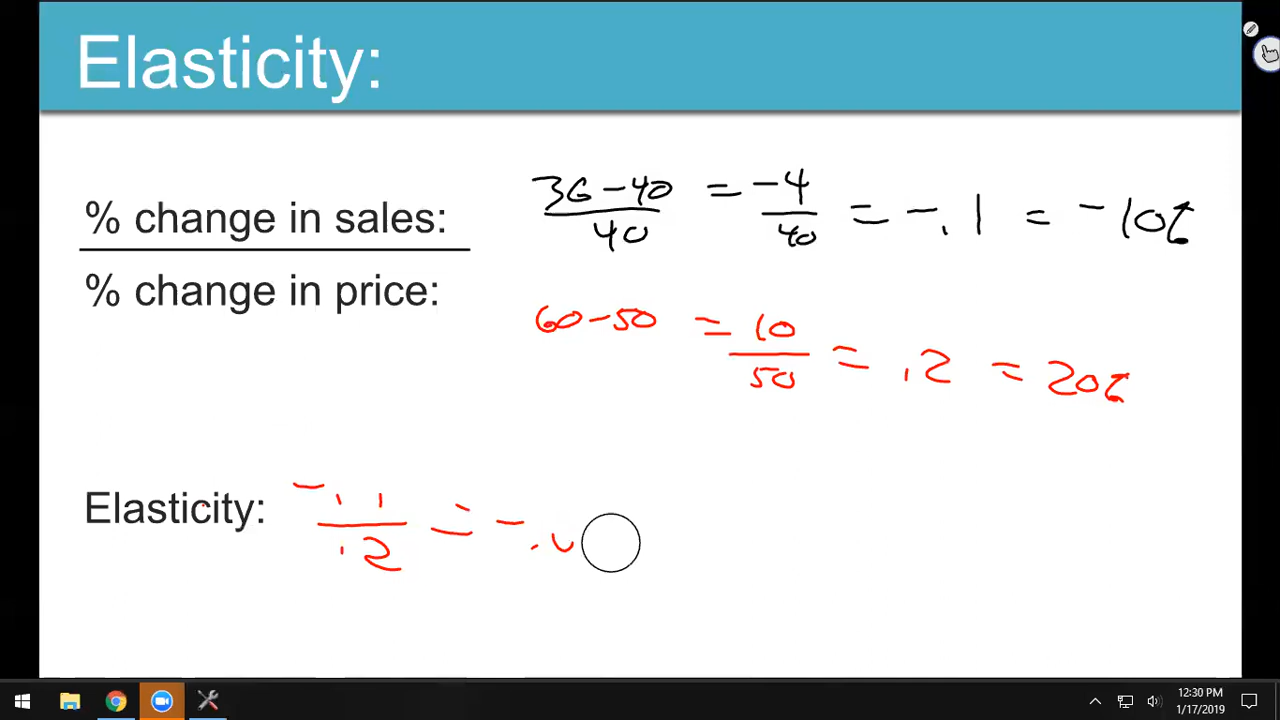 Elasticity:
% change in sales:
36-40 / 40 = -4 / 40 = -.1 = -10%
% change in price:
60-50 = 10 / 50 = .2 = 20%
Elasticity: -.1 / .2 = -.
12:30 PM
1/17/2019